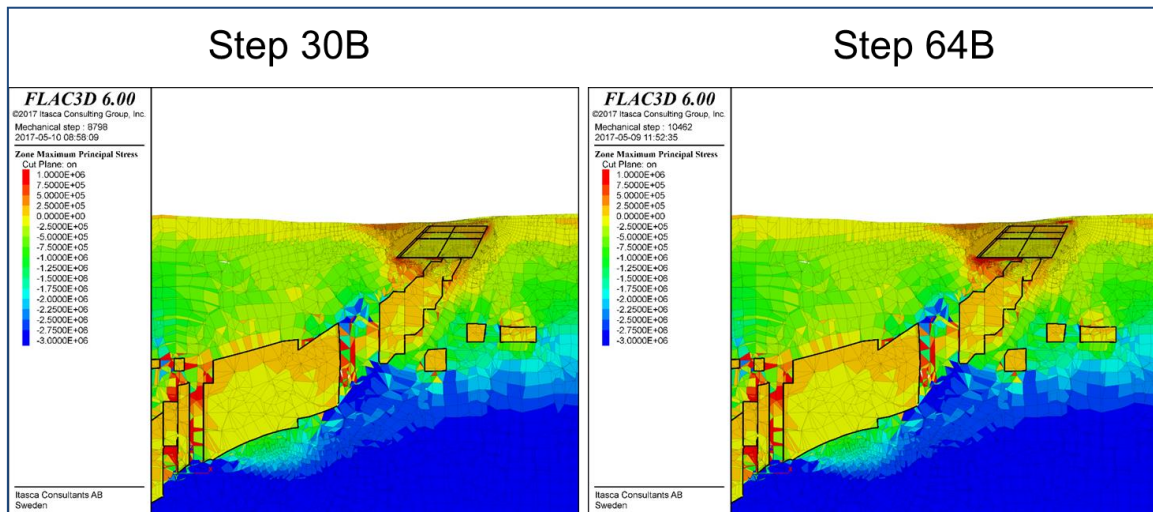 Step 30B
Step 64B
FLAC3D 6.00
©2017 Itasca Consulting Group, Inc.
Mechanical step : 8798
2017-05-10 08:58:09
Zone Maximum Principal Stress
Cut Plane: on
1.0000E+06
7.5000E+05
5.0000E+05
2.5000E+05
0.0000E+00
-2.5000E+05
-5.0000E+05
-7.5000E+05
-1.0000E+06
-1.2500E+06
-1.5000E+06
-1.7500E+06
-2.0000E+06
-2.2500E+06
-2.5000E+06
-2.7500E+06
-3.0000E+06
Itasca Consultants AB
Sweden
FLAC3D 6.00
©2017 Itasca Consulting Group, Inc.
Mechanical step : 10462
2017-05-09 11:52:35
Zone Maximum Principal Stress
Cut Plane: on
1.0000E+06
7.5000E+05
5.0000E+05
2.5000E+05
0.0000E+00
-2.5000E+05
-5.0000E+05
-7.5000E+05
-1.0000E+06
-1.2500E+06
-1.5000E+06
-1.7500E+06
-2.0000E+06
-2.2500E+06
-2.5000E+06
-2.7500E+06
-3.0000E+06
Itasca Consultants AB
Sweden